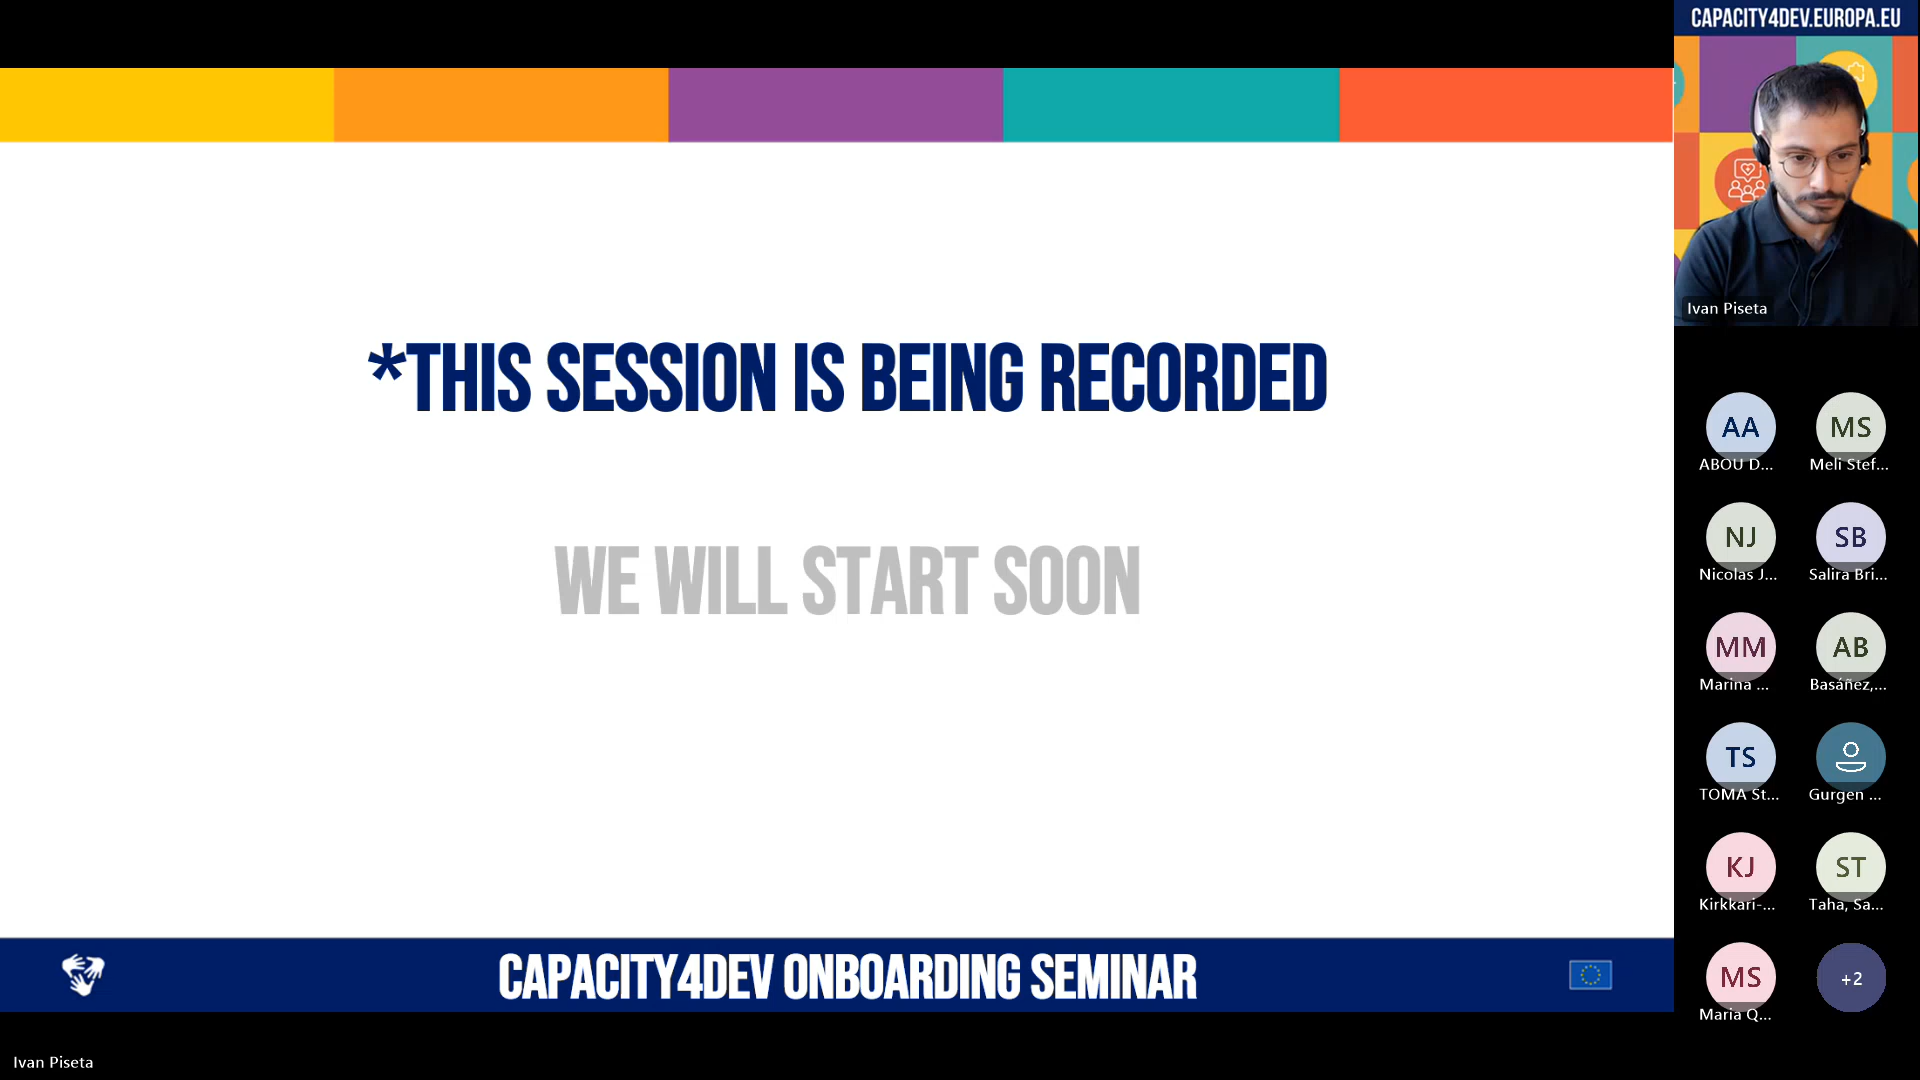 CAPACITY4DEV.EUROPA.EU
*THIS SESSION IS BEING RECORDED
WE WILL START SOON
CAPACITY4DEV ONBOARDING SEMINAR
Ivan Piseta
Ivan Piseta
AA
ABOU D...
MS
Meli Stef...
NJ
Nicolas J...
SB
Salira Bri...
MM
Marina ...
AB
Basáñez,...
TS
TOMA St...
Gurgen ...
KJ
Kirkkari-...
ST
Taha, Sa...
MS
Maria Q...
+2